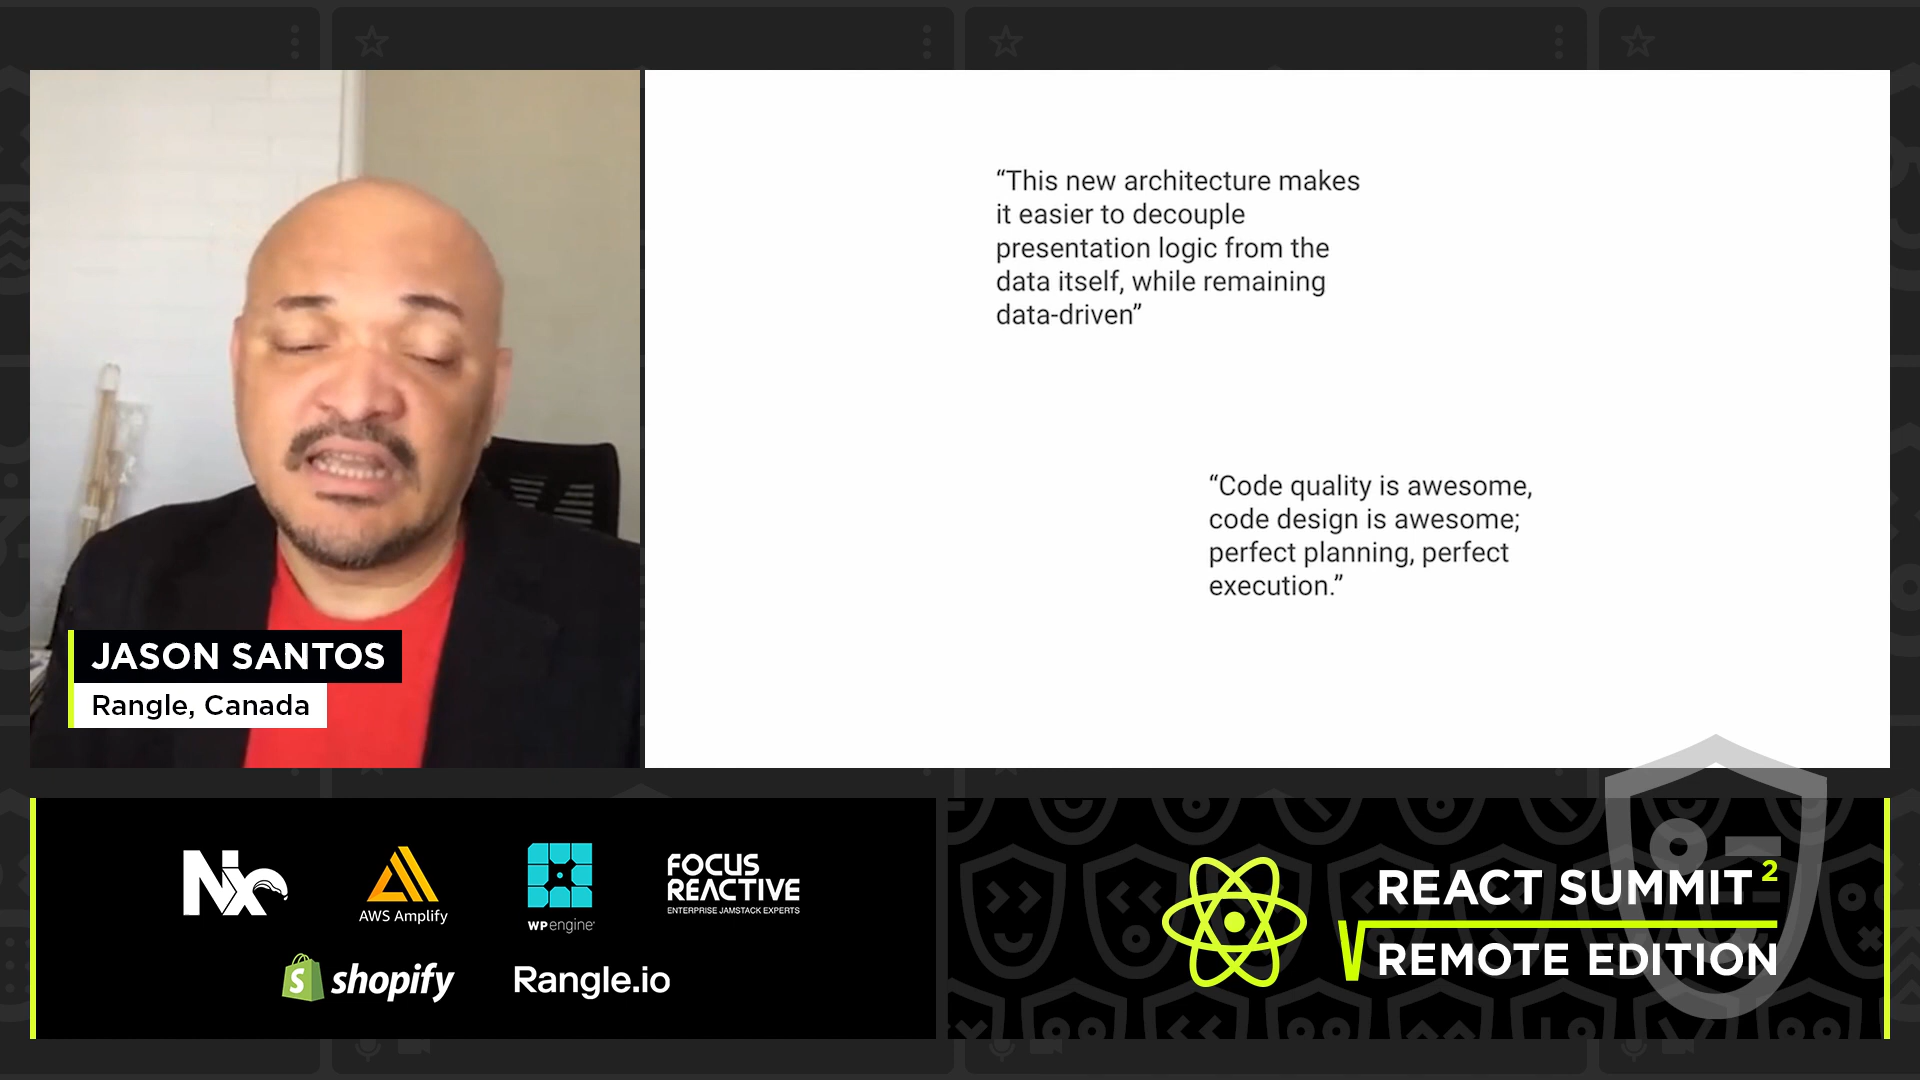 “This new architecture makes
it easier to decouple
presentation logic from the
data itself, while remaining
data-driven”
“Code quality is awesome,
code design is awesome;
perfect planning, perfect
execution.”
JASON SANTOS
Rangle, Canada
Nx
AWS Amplify
WP engine
FOCUS
REACTIVE
ENTERPRISE JAMSTACK EXPERTS
shopify
Rangle.io
REACT SUMMIT 2
REMOTE EDITION